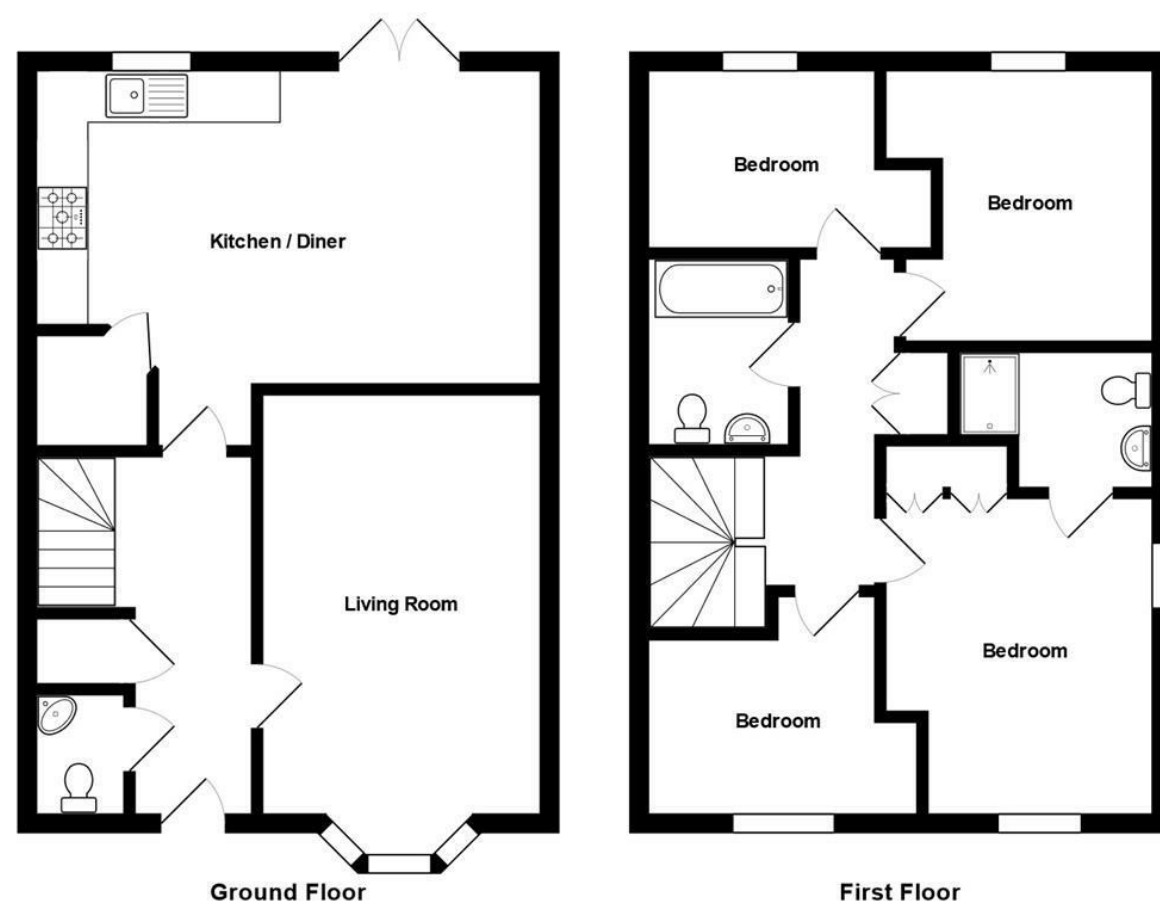 Bedroom
Bedroom
Kitchen / Diner
Living Room
Bedroom
Bedroom
Ground Floor
First Floor